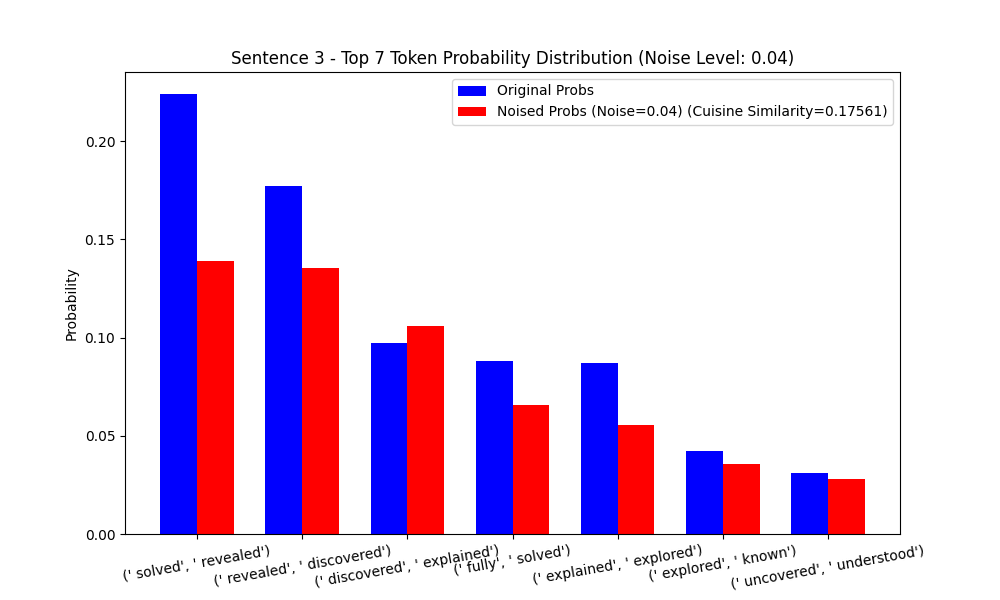 Sentence 3 - Top 7 Token Probability Distribution (Noise Level: 0.04)
Original Probs
Noised Probs (Noise=0.04) (Cuisine Similarity=0.17561)
Probability
0.20
0.15
0.10
0.05
0.00
(' solved', ' revealed')
(' revealed', ' discovered')
(' discovered', ' explained')
(' fully', ' solved')
(' explained', ' explored')
(' explored', ' known')
(' uncovered', ' understood')